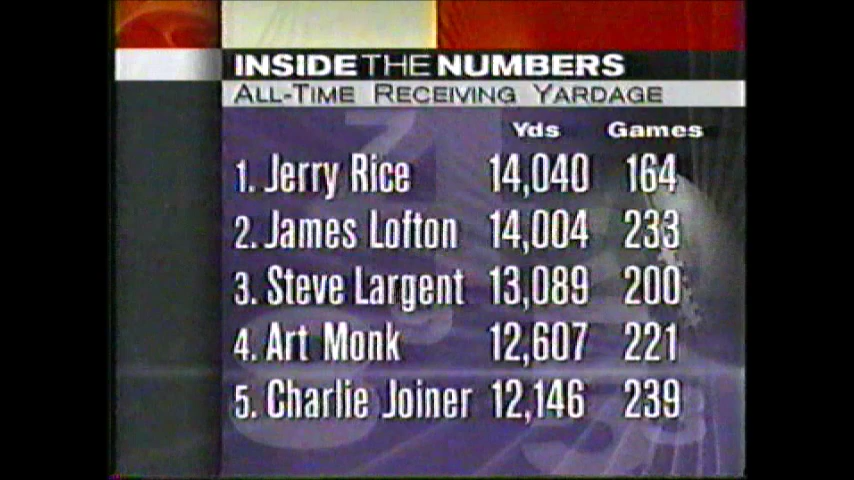 INSIDE THE NUMBERS
ALL-TIME RECEIVING YARDAGE
Yds Games
1. Jerry Rice 14,040 164
2. James Lofton 14,004 233
3. Steve Largent 13,089 200
4. Art Monk 12,607 221
5. Charlie Joiner 12,146 239